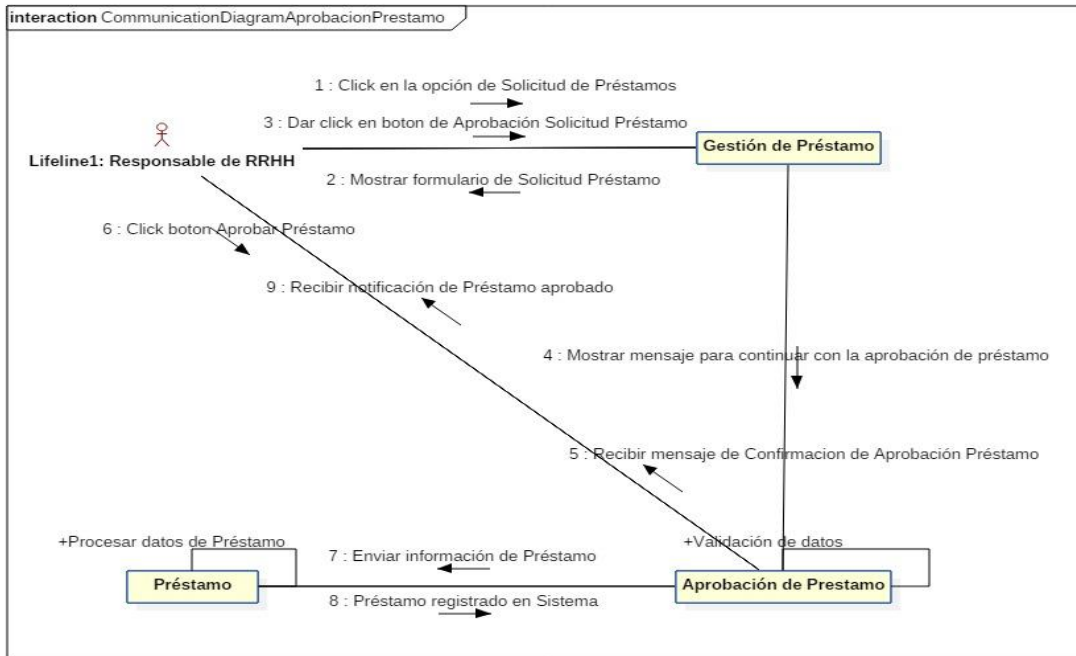 interaction CommunicationDiagramAprobacionPrestamo
1 : Click en la opción de Solicitud de Préstamos
3 : Dar click en boton de Aprobación Solicitud Préstamo
Gestión de Préstamo
Lifeline1: Responsable de RRHH
2 : Mostrar formulario de Solicitud Préstamo
6 : Click boton Aprobar Préstamo
9 : Recibir notificación de Préstamo aprobado
4 : Mostrar mensaje para continuar con la aprobación de préstamo
5 : Recibir mensaje de Confirmacion de Aprobación Préstamo
+Procesar datos de Préstamo
+Validación de datos
7 : Enviar información de Préstamo
Préstamo
Aprobación de Prestamo
8 : Préstamo registrado en Sistema